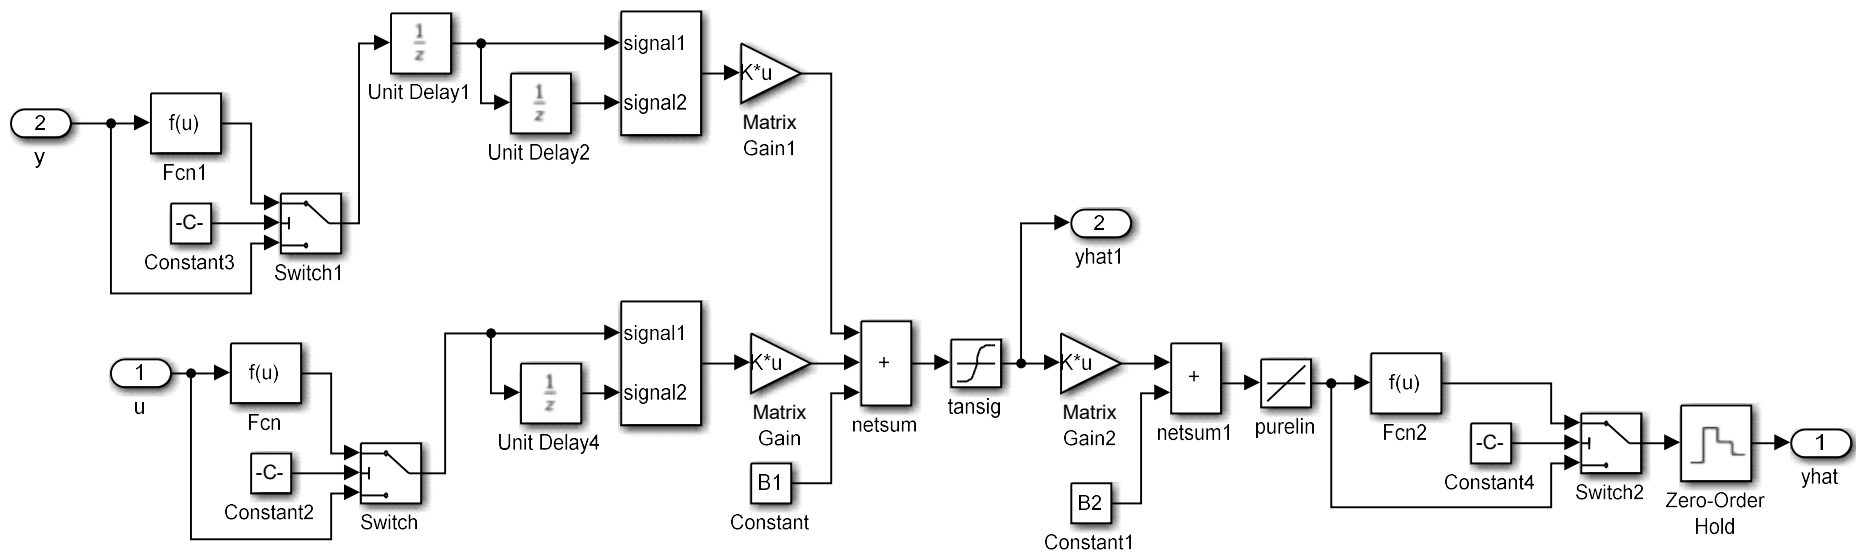 1
z
Unit Delay1
signal1
signal2
K*u
Matrix
Gain1
1
z
Unit Delay2
2
y
f(u)
Fcn1
-C-
Constant3
Switch1
2
yhat1
1
u
f(u)
Fcn
-C-
Constant2
Switch
1
z
Unit Delay4
signal1
signal2
K*u
Matrix
Gain
B1
Constant
+
netsum
tansig
K*u
Matrix
Gain2
B2
Constant1
+
netsum1
purelin
f(u)
Fcn2
-C-
Constant4
Switch2
Zero-Order
Hold
1
yhat